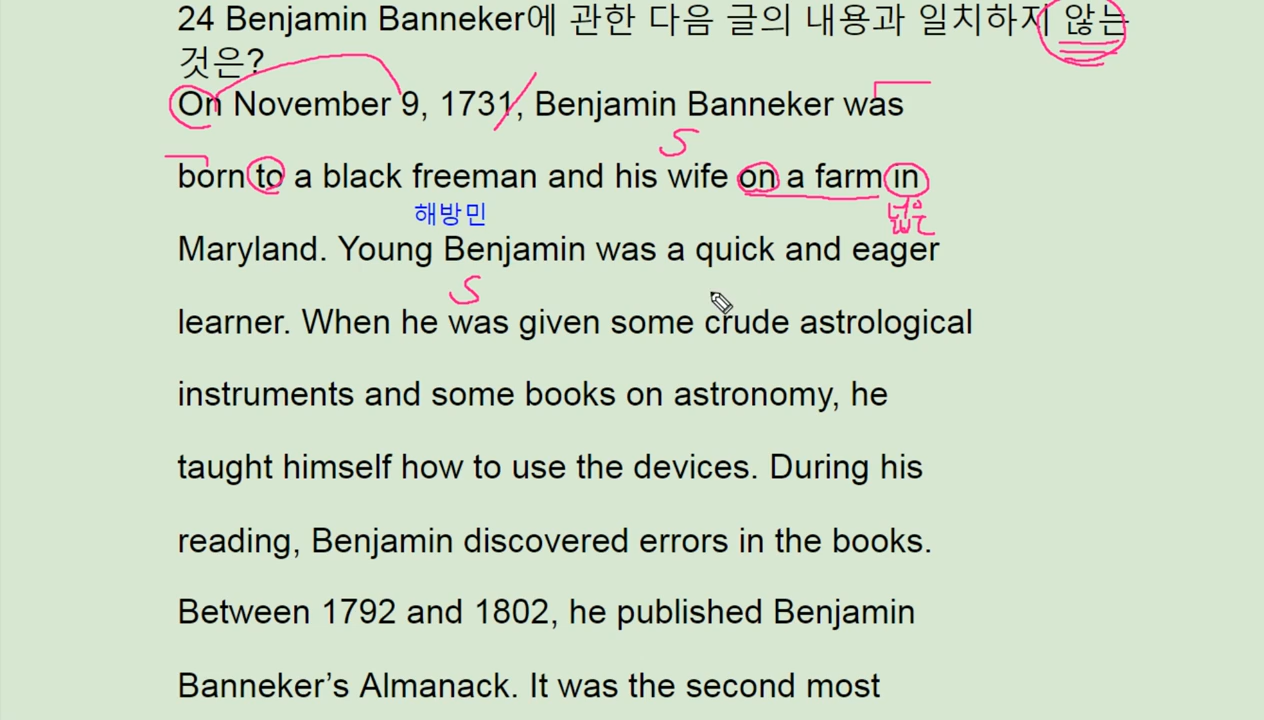 24 Benjamin Banneker에 관한 다음 글의 내용과 일치하지 않는
것은?
On November 9, 1731, Benjamin Banneker was
S
born to a black freeman and his wife on a farm in
해방민 넓은
Maryland. Young Benjamin was a quick and eager
S
learner. When he was given some crude astrological
instruments and some books on astronomy, he
taught himself how to use the devices. During his
reading, Benjamin discovered errors in the books.
Between 1792 and 1802, he published Benjamin
Banneker’s Almanack. It was the second most